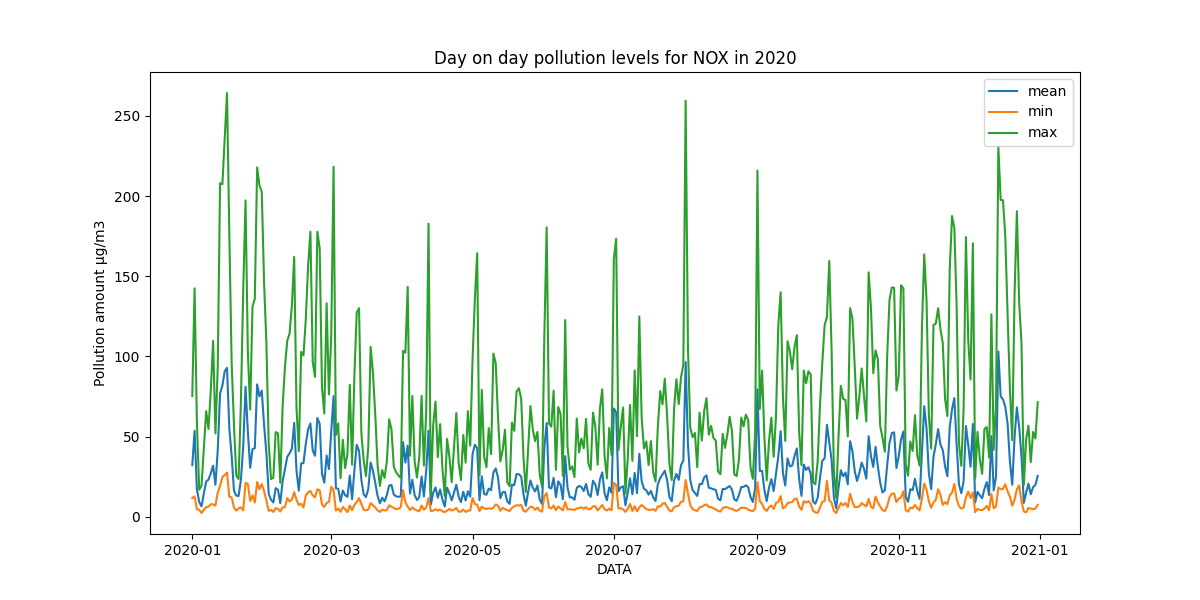 Day on day pollution levels for NOX in 2020
mean
min
max
Pollution amount µg/m3
250
200
150
100
50
0
2020-01
2020-03
2020-05
2020-07
2020-09
2020-11
2021-01
DATA